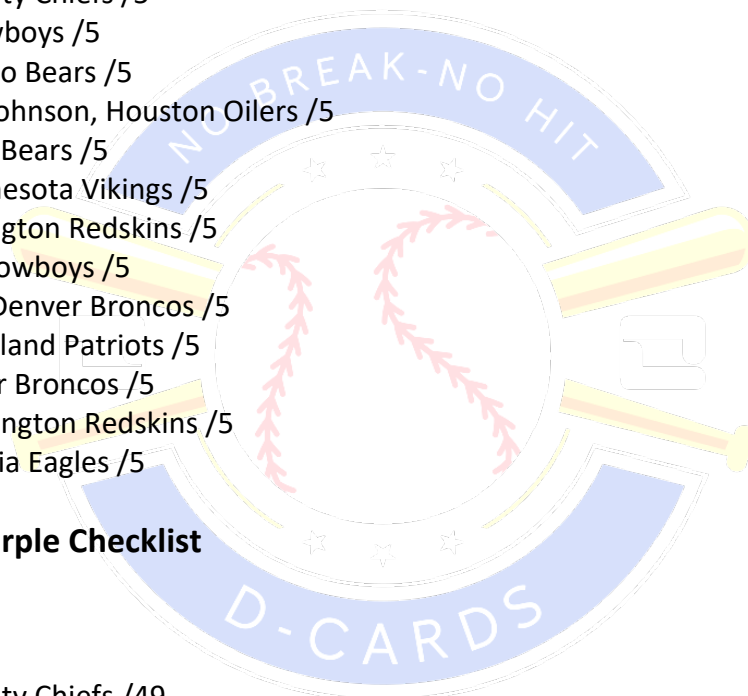 ty Chiefs /5
wboys /5
o Bears /5
ohnson, Houston Oilers /5
Bears /5
nesota Vikings /5
gton Redskins /5
owboys /5
Denver Broncos /5
land Patriots /5
r Broncos /5
ington Redskins /5
ia Eagles /5
rple Checklist
ty Chiefs /49
NO BREAK-NO HIT
D-CARDS